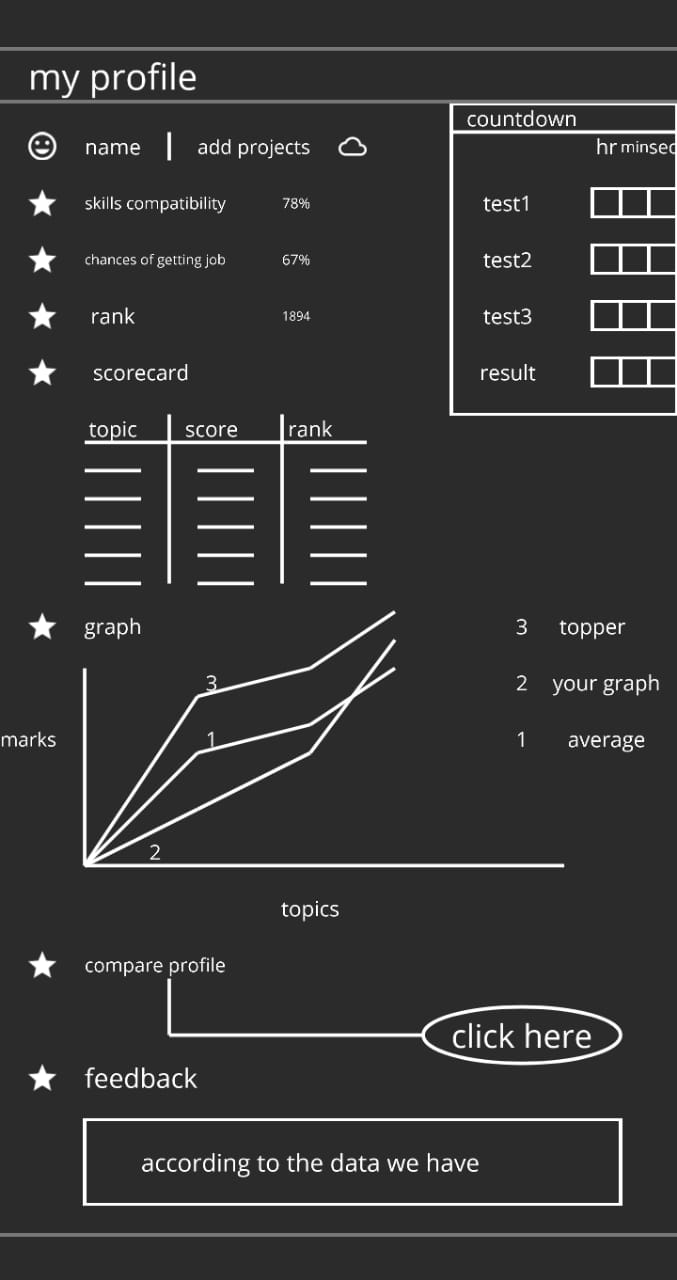 my profile
countdown
name add projects
hr min sec
skills compatibility 78%
test1
chances of getting job 67%
test2
rank 1894
test3
scorecard
result
topic score rank
graph
3 topper
3
2 your graph
marks
1
1 average
2
topics
compare profile
click here
feedback
according to the data we have